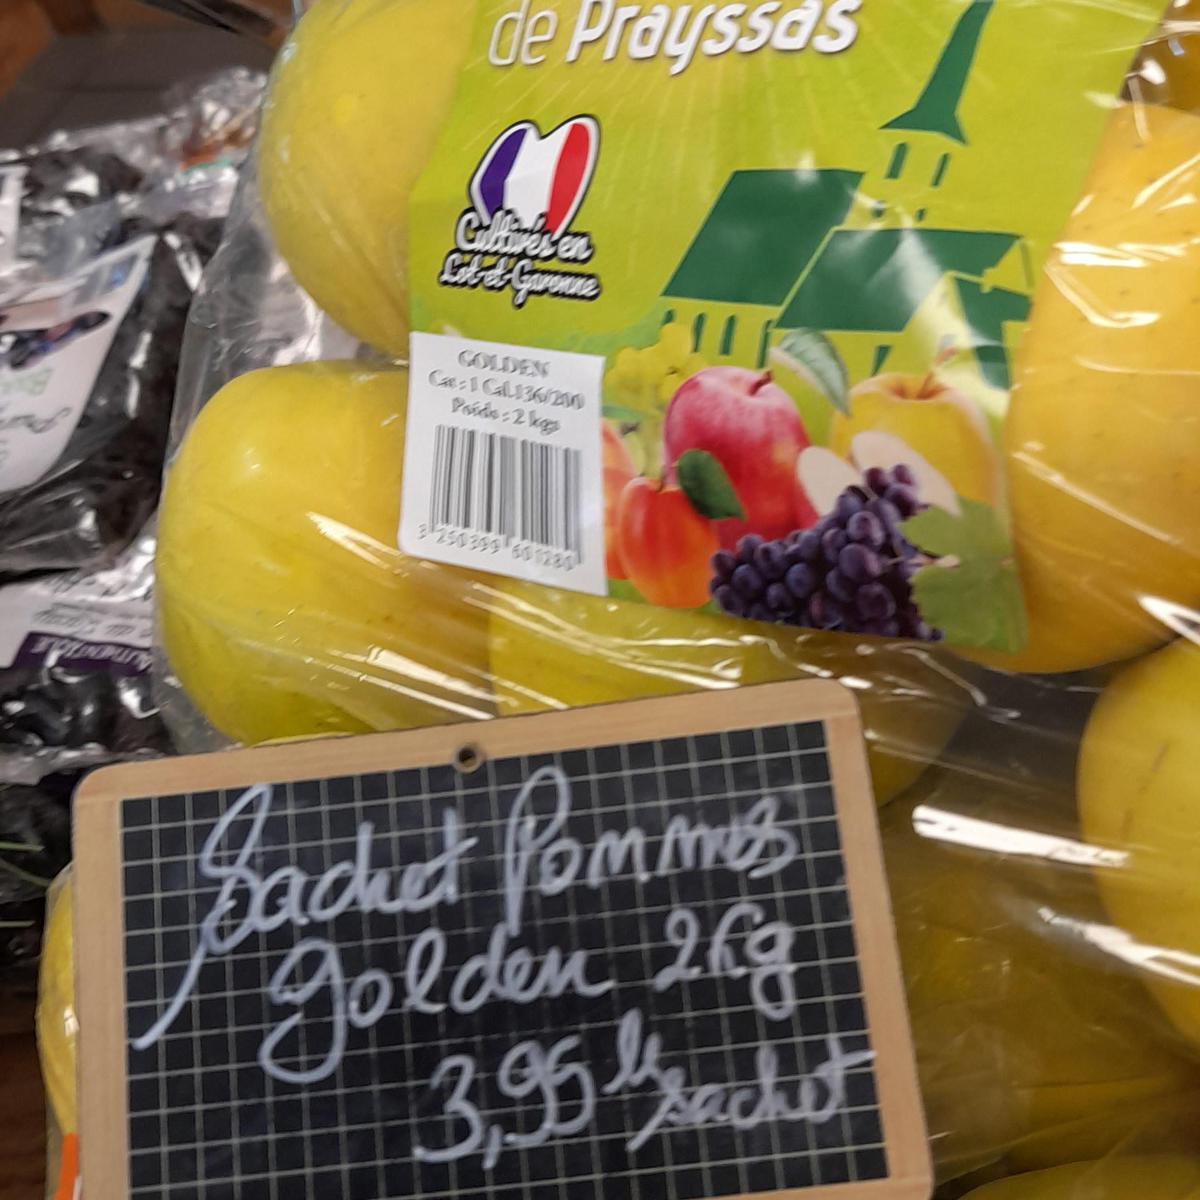 de Prayssas
Cultivés en
Lot-et-Garonne
GOLDEN
Cat : 1 Cal.136/200
Poids : 2 kgs
3 250399 601280
Sachet Pommes
golden 2Kg
3,95 le
sachet